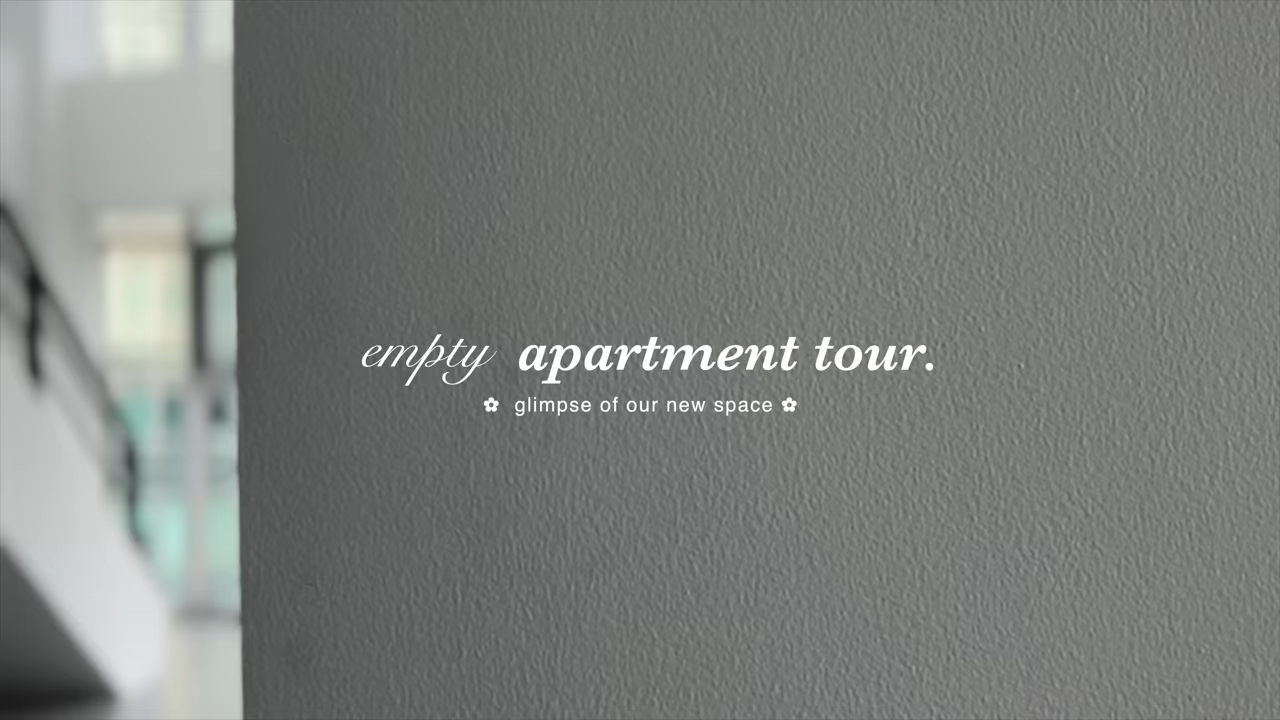 empty apartment tour.
✿ glimpse of our new space ✿